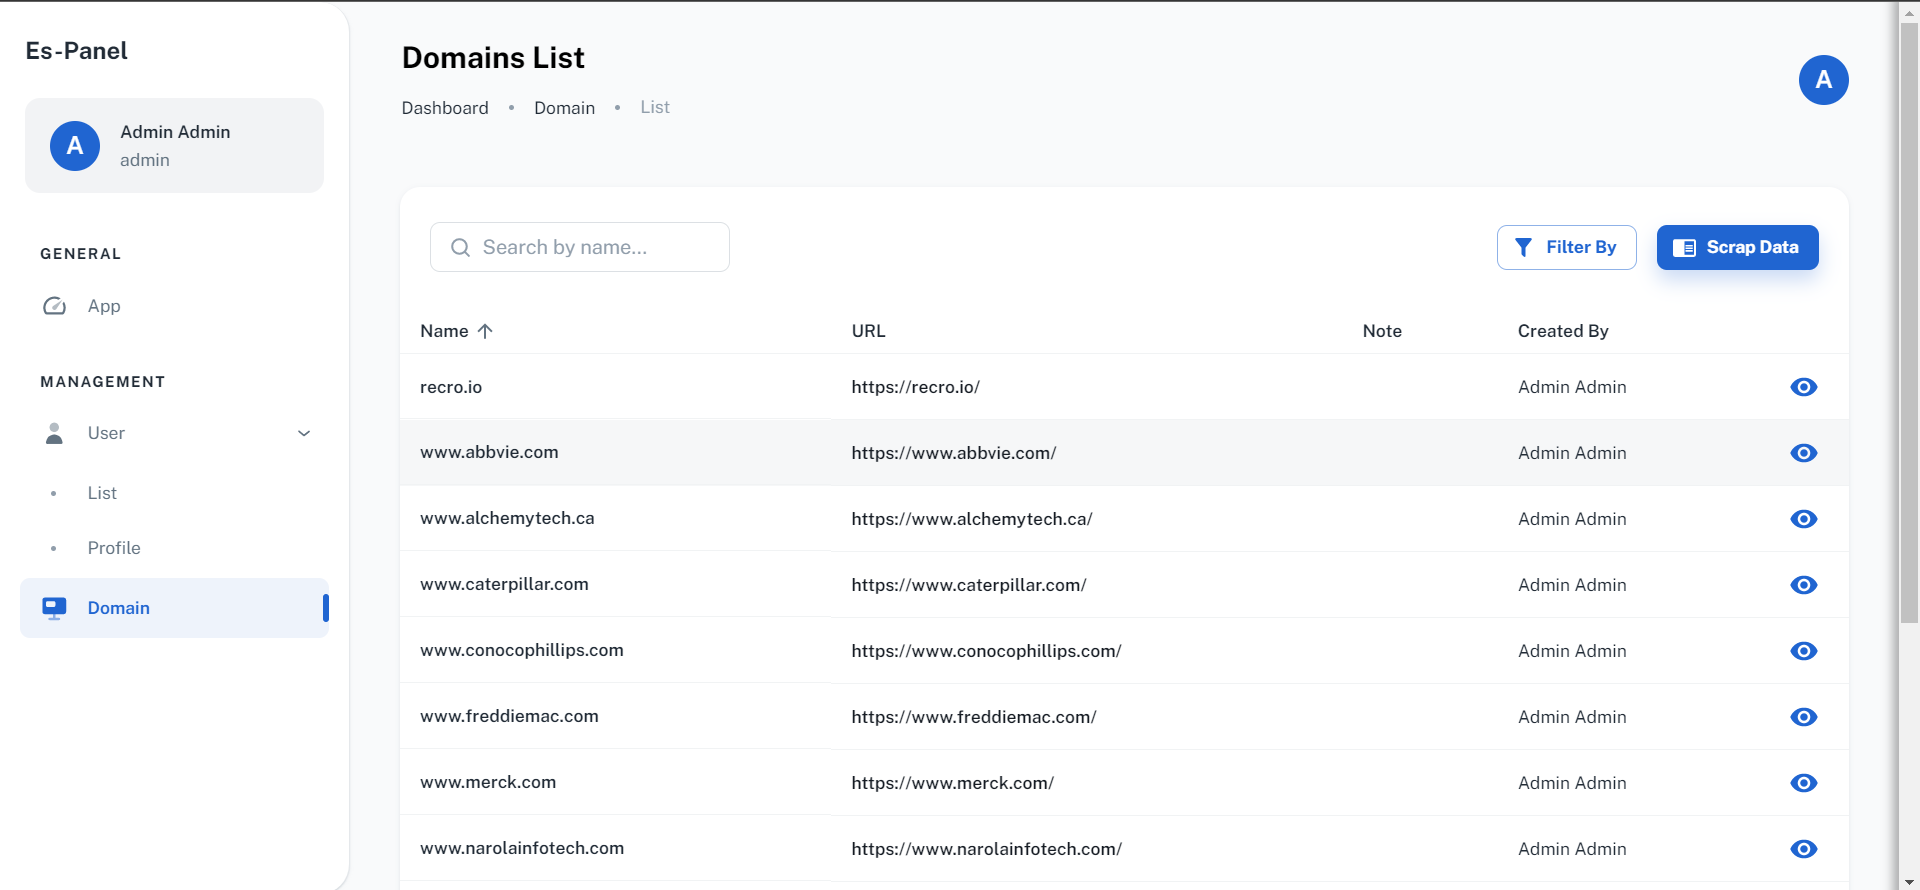 Es-Panel
A
Admin Admin
admin
GENERAL
App
MANAGEMENT
User
List
Profile
Domain
Domains List
Dashboard • Domain • List
A
Search by name...
Filter By
Scrap Data
Name URL Note Created By
recro.io https://recro.io/ Admin Admin
www.abbvie.com https://www.abbvie.com/ Admin Admin
www.alchemytech.ca https://www.alchemytech.ca/ Admin Admin
www.caterpillar.com https://www.caterpillar.com/ Admin Admin
www.conocophillips.com https://www.conocophillips.com/ Admin Admin
www.freddiemac.com https://www.freddiemac.com/ Admin Admin
www.merck.com https://www.merck.com/ Admin Admin
www.narolainfotech.com https://www.narolainfotech.com/ Admin Admin